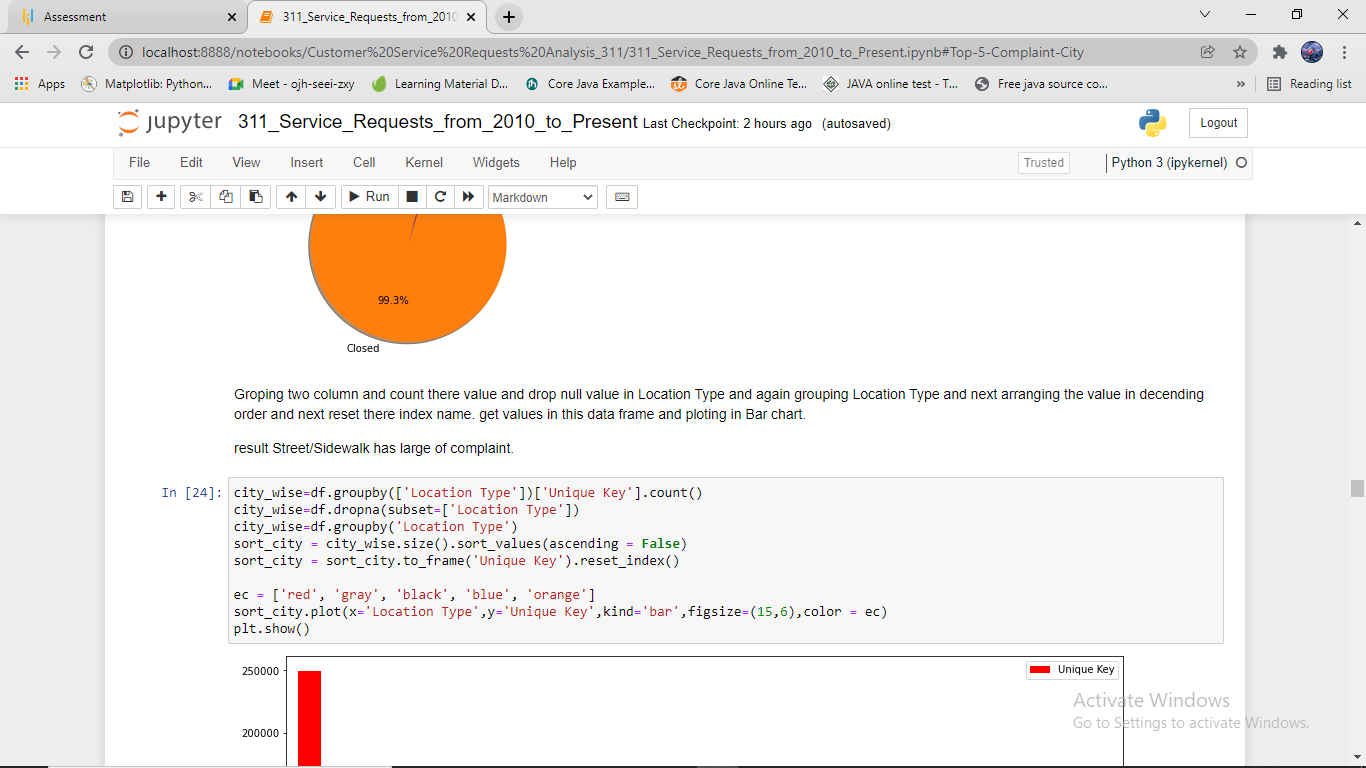 Assessment
311_Service_Requests_from_2010
localhost:8888/notebooks/Customer%20Service%20Requests%20Analysis_311/311_Service_Requests_from_2010_to_Present.ipynb#Top-5-Complaint-City
Apps Matplotlib: Python... Meet - ojh-seei-zxy Learning Material D... Core Java Example... Core Java Online Te... JAVA online test - T... Free java source co... » Reading list
jupyter 311_Service_Requests_from_2010_to_Present Last Checkpoint: 2 hours ago (autosaved) Logout
File Edit View Insert Cell Kernel Widgets Help Trusted Python 3 (ipykernel)
Run Markdown
99.3%
Closed
Groping two column and count there value and drop null value in Location Type and again grouping Location Type and next arranging the value in decending
order and next reset there index name. get values in this data frame and ploting in Bar chart.
result Street/Sidewalk has large of complaint.
In [24]: city_wise=df.groupby(['Location Type'])['Unique Key'].count()
city_wise=df.dropna(subset=['Location Type'])
city_wise=df.groupby('Location Type')
sort_city = city_wise.size().sort_values(ascending = False)
sort_city = sort_city.to_frame('Unique Key').reset_index()
ec = ['red', 'gray', 'black', 'blue', 'orange']
sort_city.plot(x='Location Type',y='Unique Key',kind='bar',figsize=(15,6),color = ec)
plt.show()
250000
Unique Key
200000
Activate Windows
Go to Settings to activate Windows.